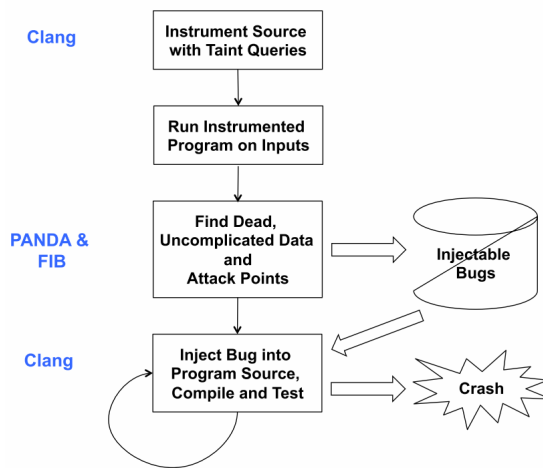 Clang
Instrument Source
with Taint Queries
Run Instrumented
Program on Inputs
PANDA &
FIB
Find Dead,
Uncomplicated Data
and
Attack Points
Injectable
Bugs
Clang
Inject Bug into
Program Source,
Compile and Test
Crash